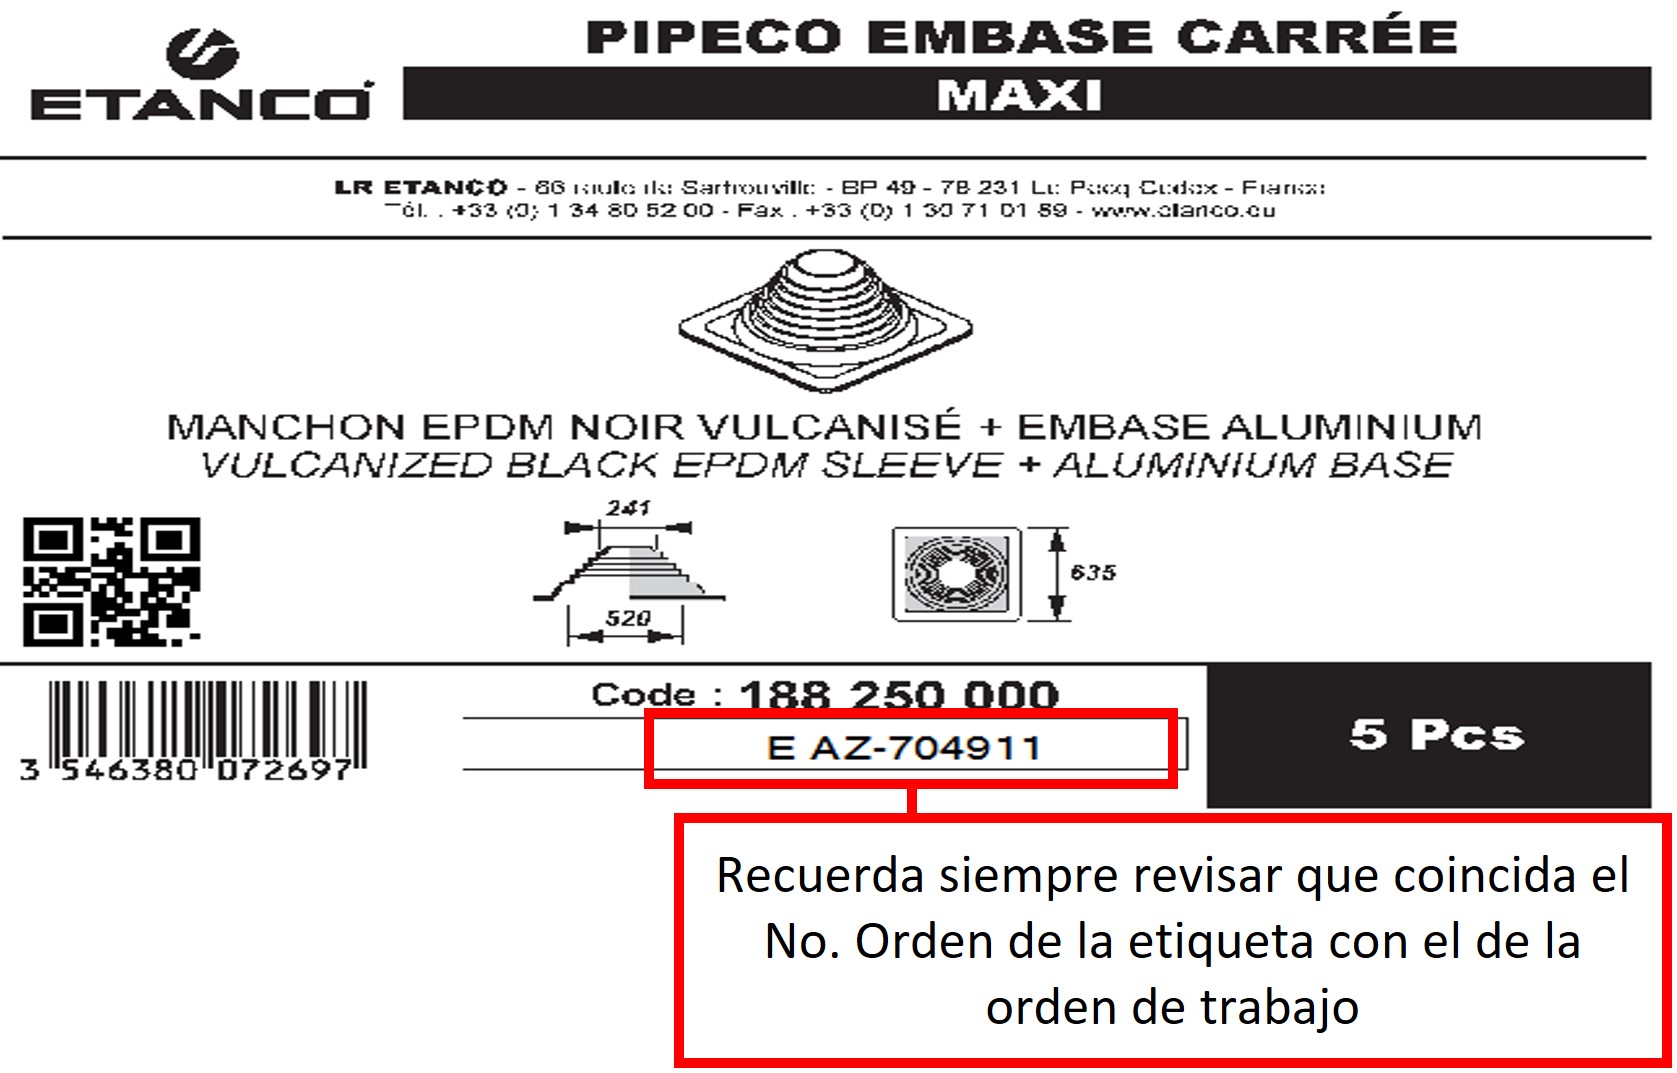 PIPECO EMBASE CARRÉE
ETANCO
MAXI
LR ETANCO - 66 route de Sartrouville - BP 49 - 78 231 Le Pecq Cedex - France
Tél. : +33 (0) 1 34 80 52 00 - Fax : +33 (0) 1 30 71 01 89 - www.etanco.eu
MANCHON EPDM NOIR VULCANISÉ + EMBASE ALUMINIUM
VULCANIZED BLACK EPDM SLEEVE + ALUMINIUM BASE
241
635
520
Code : 188 250 000
E AZ-704911
5 Pcs
3 546380 072697
Recuerda siempre revisar que coincida el
No. Orden de la etiqueta con el de la
orden de trabajo